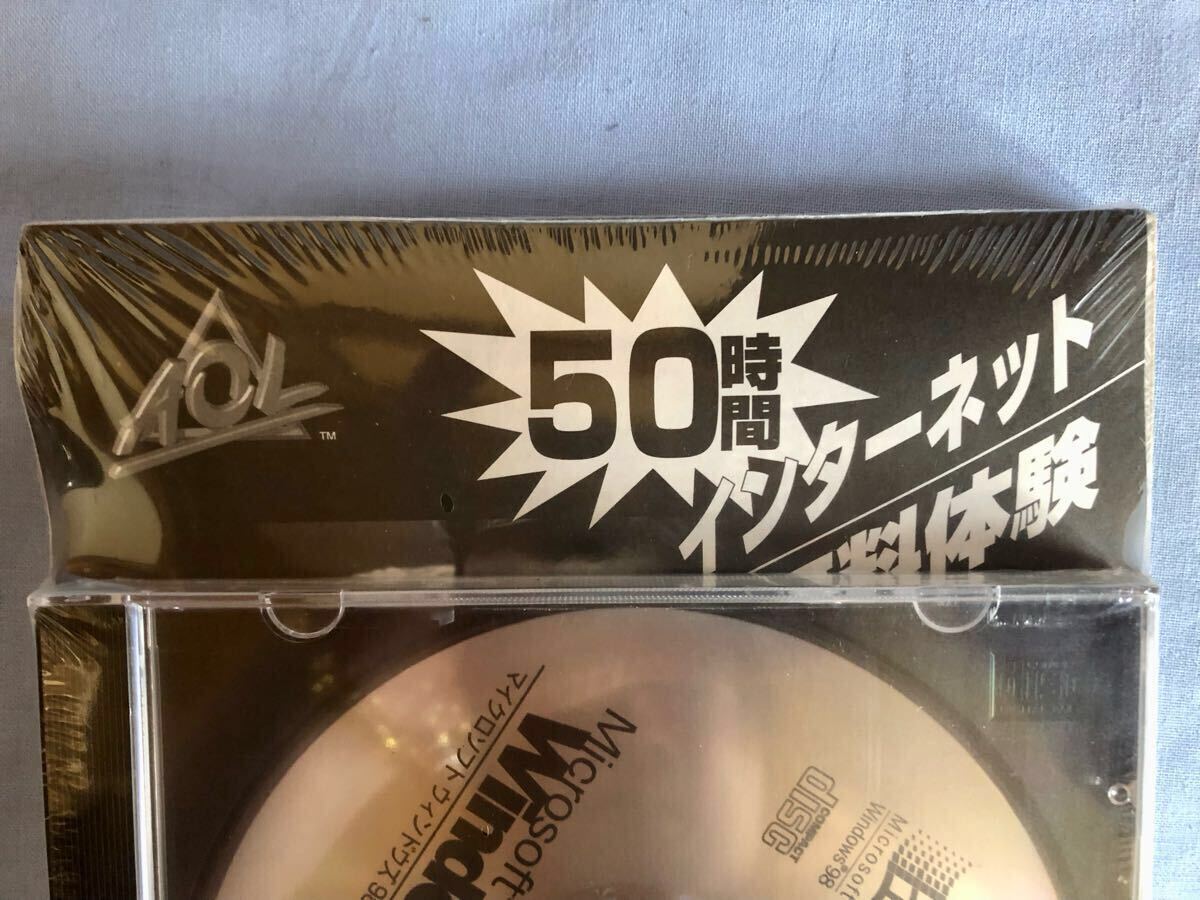 AOL
™
50時間
インターネット
料体験
Microsoft
マイクロソフト ウィンドウズ 98
COMPACT
disc
Microsoft
Windows®98